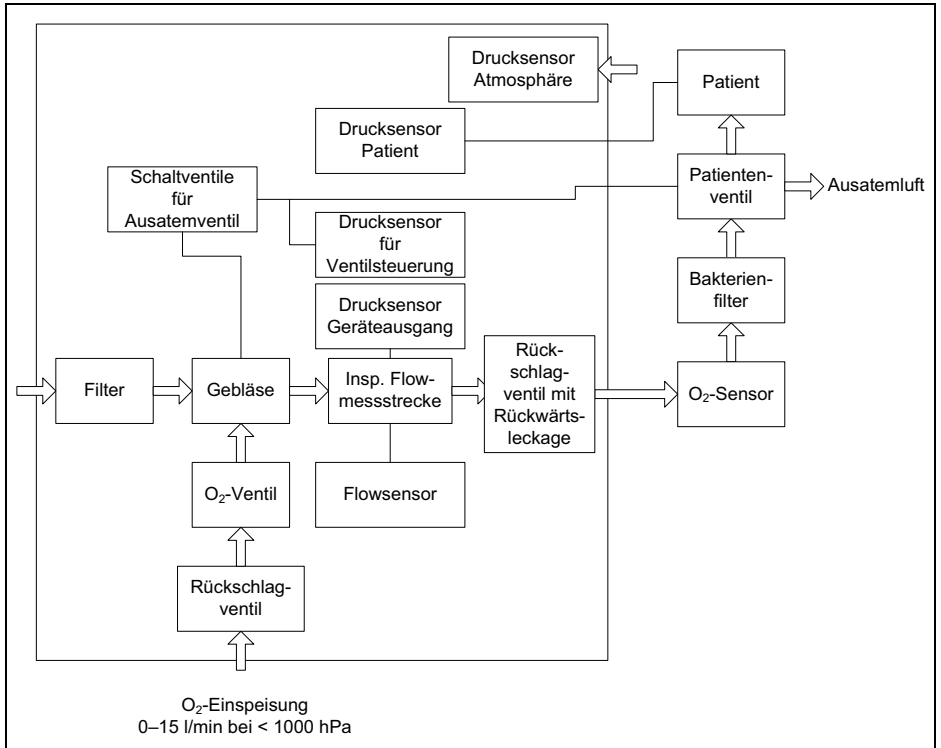 Drucksensor
Atmosphäre
Patient
Drucksensor
Patient
Schaltventile
für
Ausatemventil
Patienten-
ventil
Ausatemluft
Drucksensor
für
Ventilsteuerung
Bakterien-
filter
Drucksensor
Geräteausgang
Filter
Gebläse
Insp. Flow-
messstrecke
Rück-
schlag-
ventil mit
Rückwärts-
leckage
O₂-Sensor
O₂-Ventil
Flowsensor
Rückschlag-
ventil
O₂-Einspeisung
0–15 l/min bei < 1000 hPa